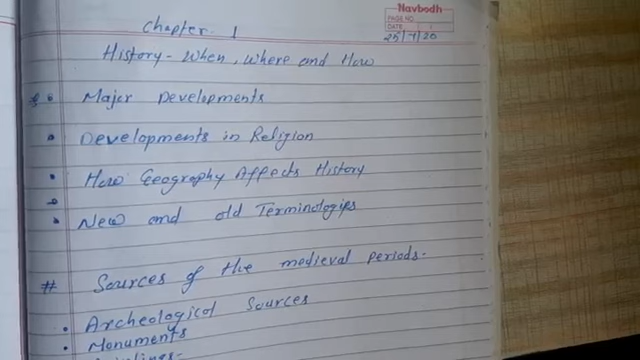 Navbodh
PAGE NO.
DATE
25/7/20
Chapter- 1
History - When, Where and How
Major Developments
Developments in Religion
How Geography Affects History
New and old Terminologies
# Sources of the medieval periods.
Archeological Sources
Monuments